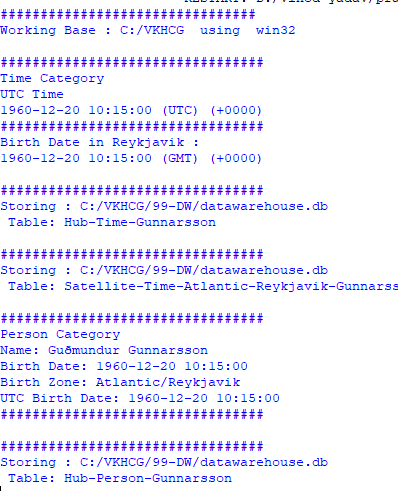 ################################
Working Base : C:/VKHCG  using  win32
#################################
Time Category
UTC Time
1960-12-20 10:15:00 (UTC) (+0000)
#################################
Birth Date in Reykjavik :
1960-12-20 10:15:00 (GMT) (+0000)
#################################
Storing : C:/VKHCG/99-DW/datawarehouse.db
 Table: Hub-Time-Gunnarsson
#################################
Storing : C:/VKHCG/99-DW/datawarehouse.db
 Table: Satellite-Time-Atlantic-Reykjavik-Gunnarss
#################################
Person Category
Name: Guðmundur Gunnarsson
Birth Date: 1960-12-20 10:15:00
Birth Zone: Atlantic/Reykjavik
UTC Birth Date: 1960-12-20 10:15:00
#################################
#################################
Storing : C:/VKHCG/99-DW/datawarehouse.db
 Table: Hub-Person-Gunnarsson